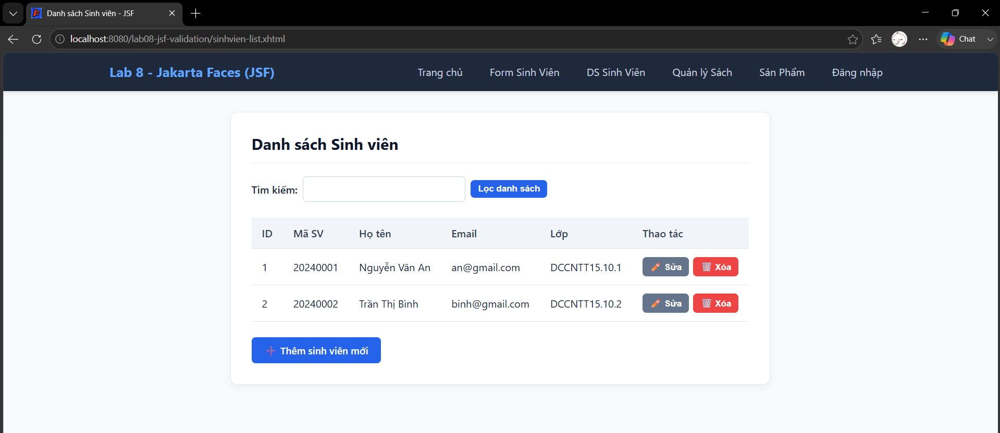 Danh sách Sinh viên - JSF
localhost:8080/lab08-jsf-validation/sinhvien-list.xhtml
Chat
Lab 8 - Jakarta Faces (JSF) Trang chủ Form Sinh Viên DS Sinh Viên Quản lý Sách Sản Phẩm Đăng nhập
Danh sách Sinh viên
Tìm kiếm: Lọc danh sách
ID Mã SV Họ tên Email Lớp Thao tác
1 20240001 Nguyễn Văn An an@gmail.com DCCNTT15.10.1 Sửa Xóa
2 20240002 Trần Thị Bình binh@gmail.com DCCNTT15.10.2 Sửa Xóa
Thêm sinh viên mới